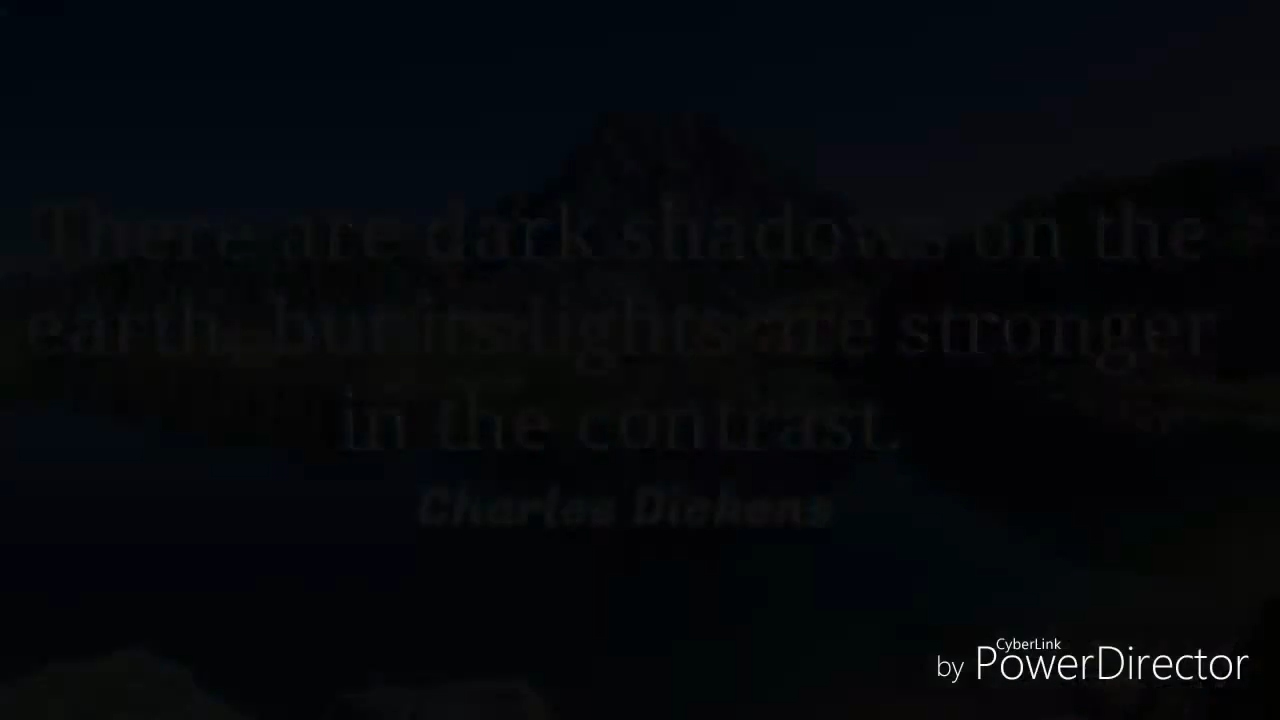 There are dark shadows on the
earth, but its lights are stronger
in the contrast.
Charles Dickens
CyberLink
by PowerDirector